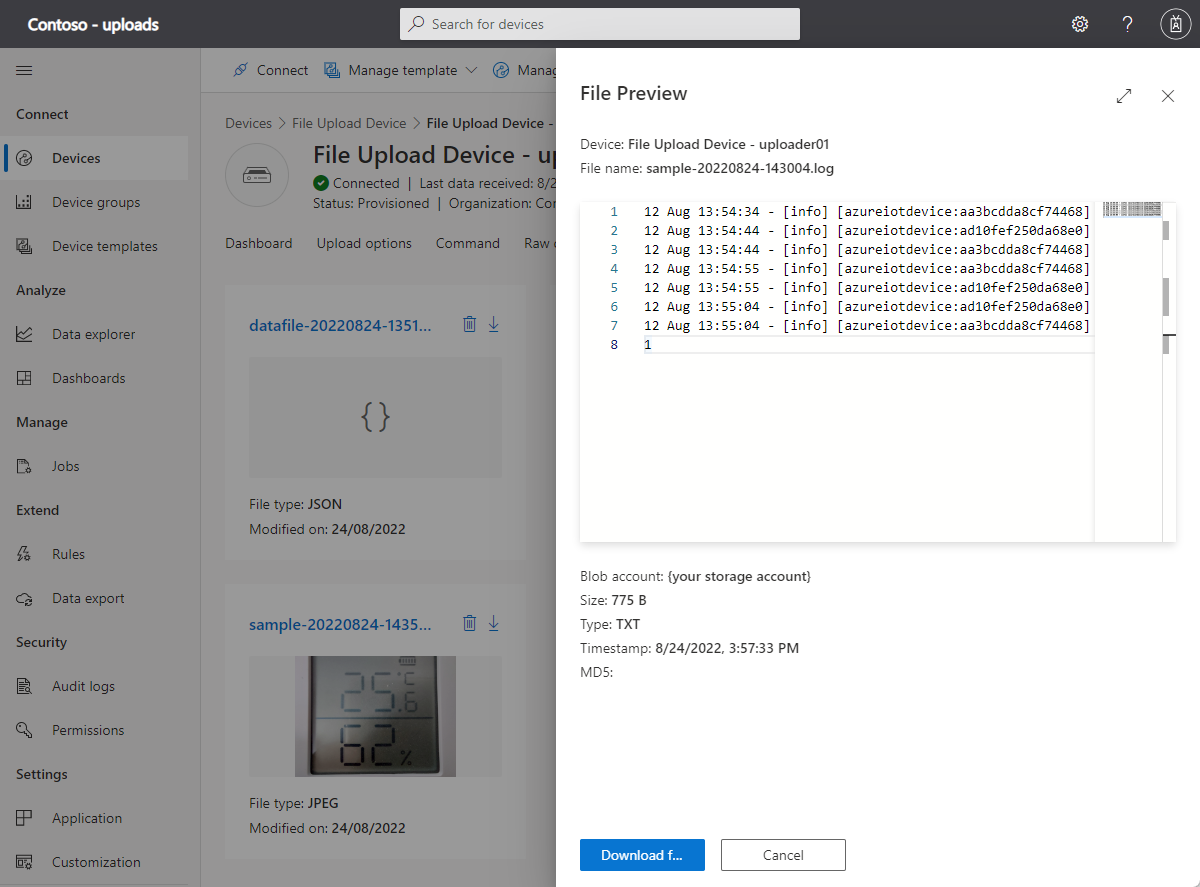 Contoso - uploads
Search for devices
Connect
Devices
Device groups
Device templates
Analyze
Data explorer
Dashboards
Manage
Jobs
Extend
Rules
Data export
Security
Audit logs
Permissions
Settings
Application
Customization
Connect Manage template
Devices > File Upload Device > File Upload Device -
File Upload Device -
Connected | Last data received: 8/2
Status: Provisioned | Organization:
Dashboard Upload options Command Raw
datafile-20220824-1351...
{}
File type: JSON
Modified on: 24/08/2022
sample-20220824-1435...
25.6 °C
62%
File type: JPEG
Modified on: 24/08/2022
File Preview
Device: File Upload Device - uploader01
File name: sample-20220824-143004.log
1 12 Aug 13:54:34 - [info] [azureiotdevice:aa3bcdda8cf74468]
2 12 Aug 13:54:44 - [info] [azureiotdevice:ad10fef250da68e0]
3 12 Aug 13:54:44 - [info] [azureiotdevice:aa3bcdda8cf74468]
4 12 Aug 13:54:55 - [info] [azureiotdevice:aa3bcdda8cf74468]
5 12 Aug 13:54:55 - [info] [azureiotdevice:ad10fef250da68e0]
6 12 Aug 13:55:04 - [info] [azureiotdevice:ad10fef250da68e0]
7 12 Aug 13:55:04 - [info] [azureiotdevice:aa3bcdda8cf74468]
8 1
Blob account: {your storage account}
Size: 775 B
Type: TXT
Timestamp: 8/24/2022, 3:57:33 PM
MD5:
Download f...
Cancel